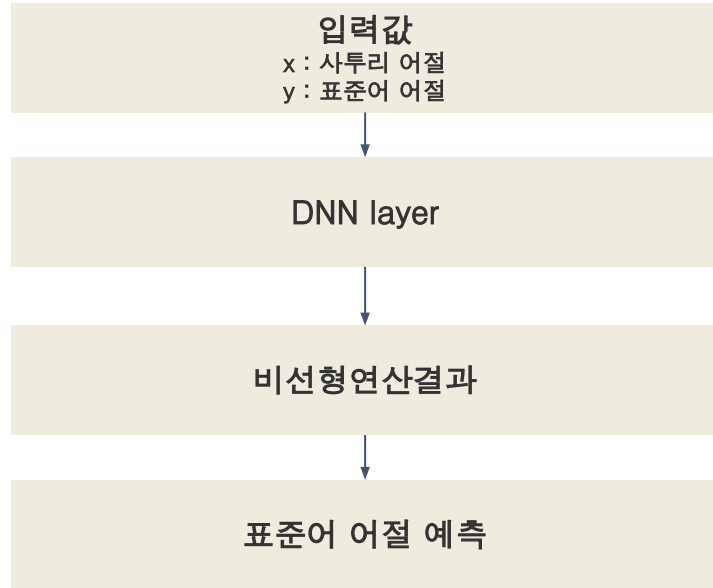 입력값
x : 사투리 어절
y : 표준어 어절
DNN layer
비선형연산결과
표준어 어절 예측